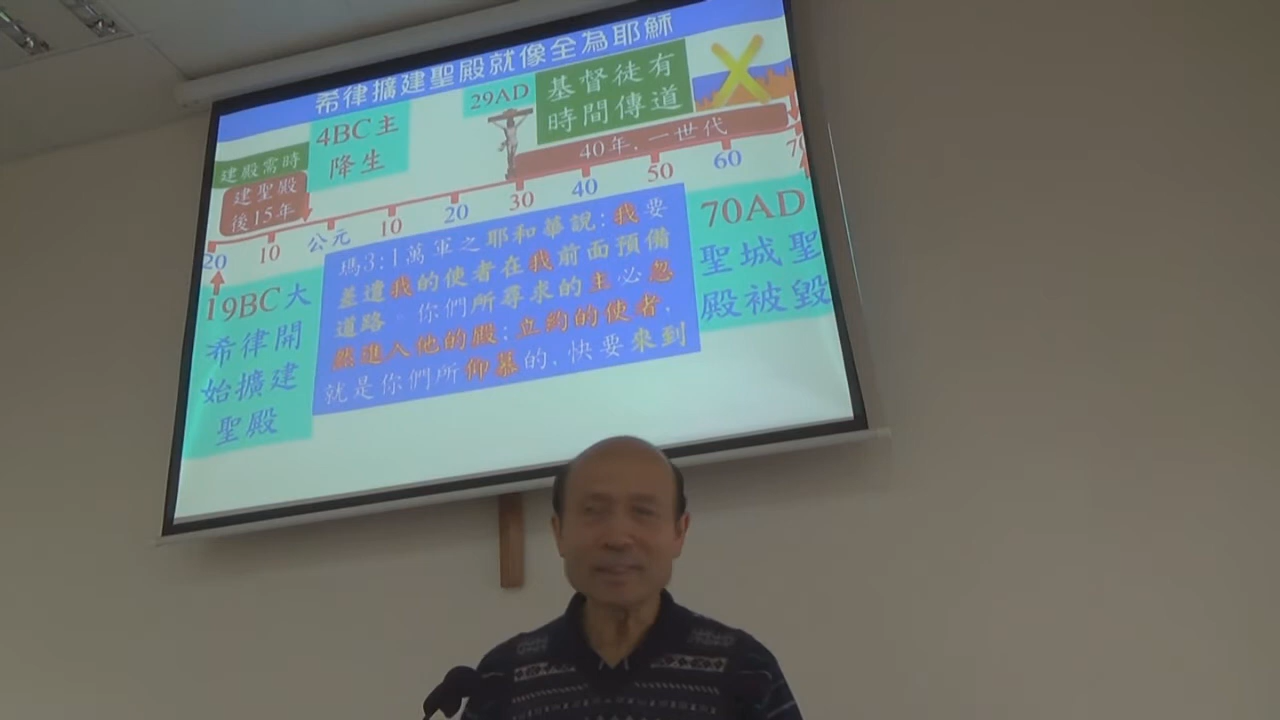 希律擴建聖殿就像全為耶穌
29AD
基督徒有
時間傳道
4BC主
降生
建殿需時
建聖殿
後15年
40年，一世代
20
10
公元
10
20
30
40
50
60
70AD
聖城聖
殿被毀
19BC大
希律開
始擴建
聖殿
瑪3:1萬軍之耶和華說：我要
差遣我的使者在我前面預備
道路。你們所尋求的主必忽
然進入他的殿；立約的使者，
就是你們所仰慕的，快要來到